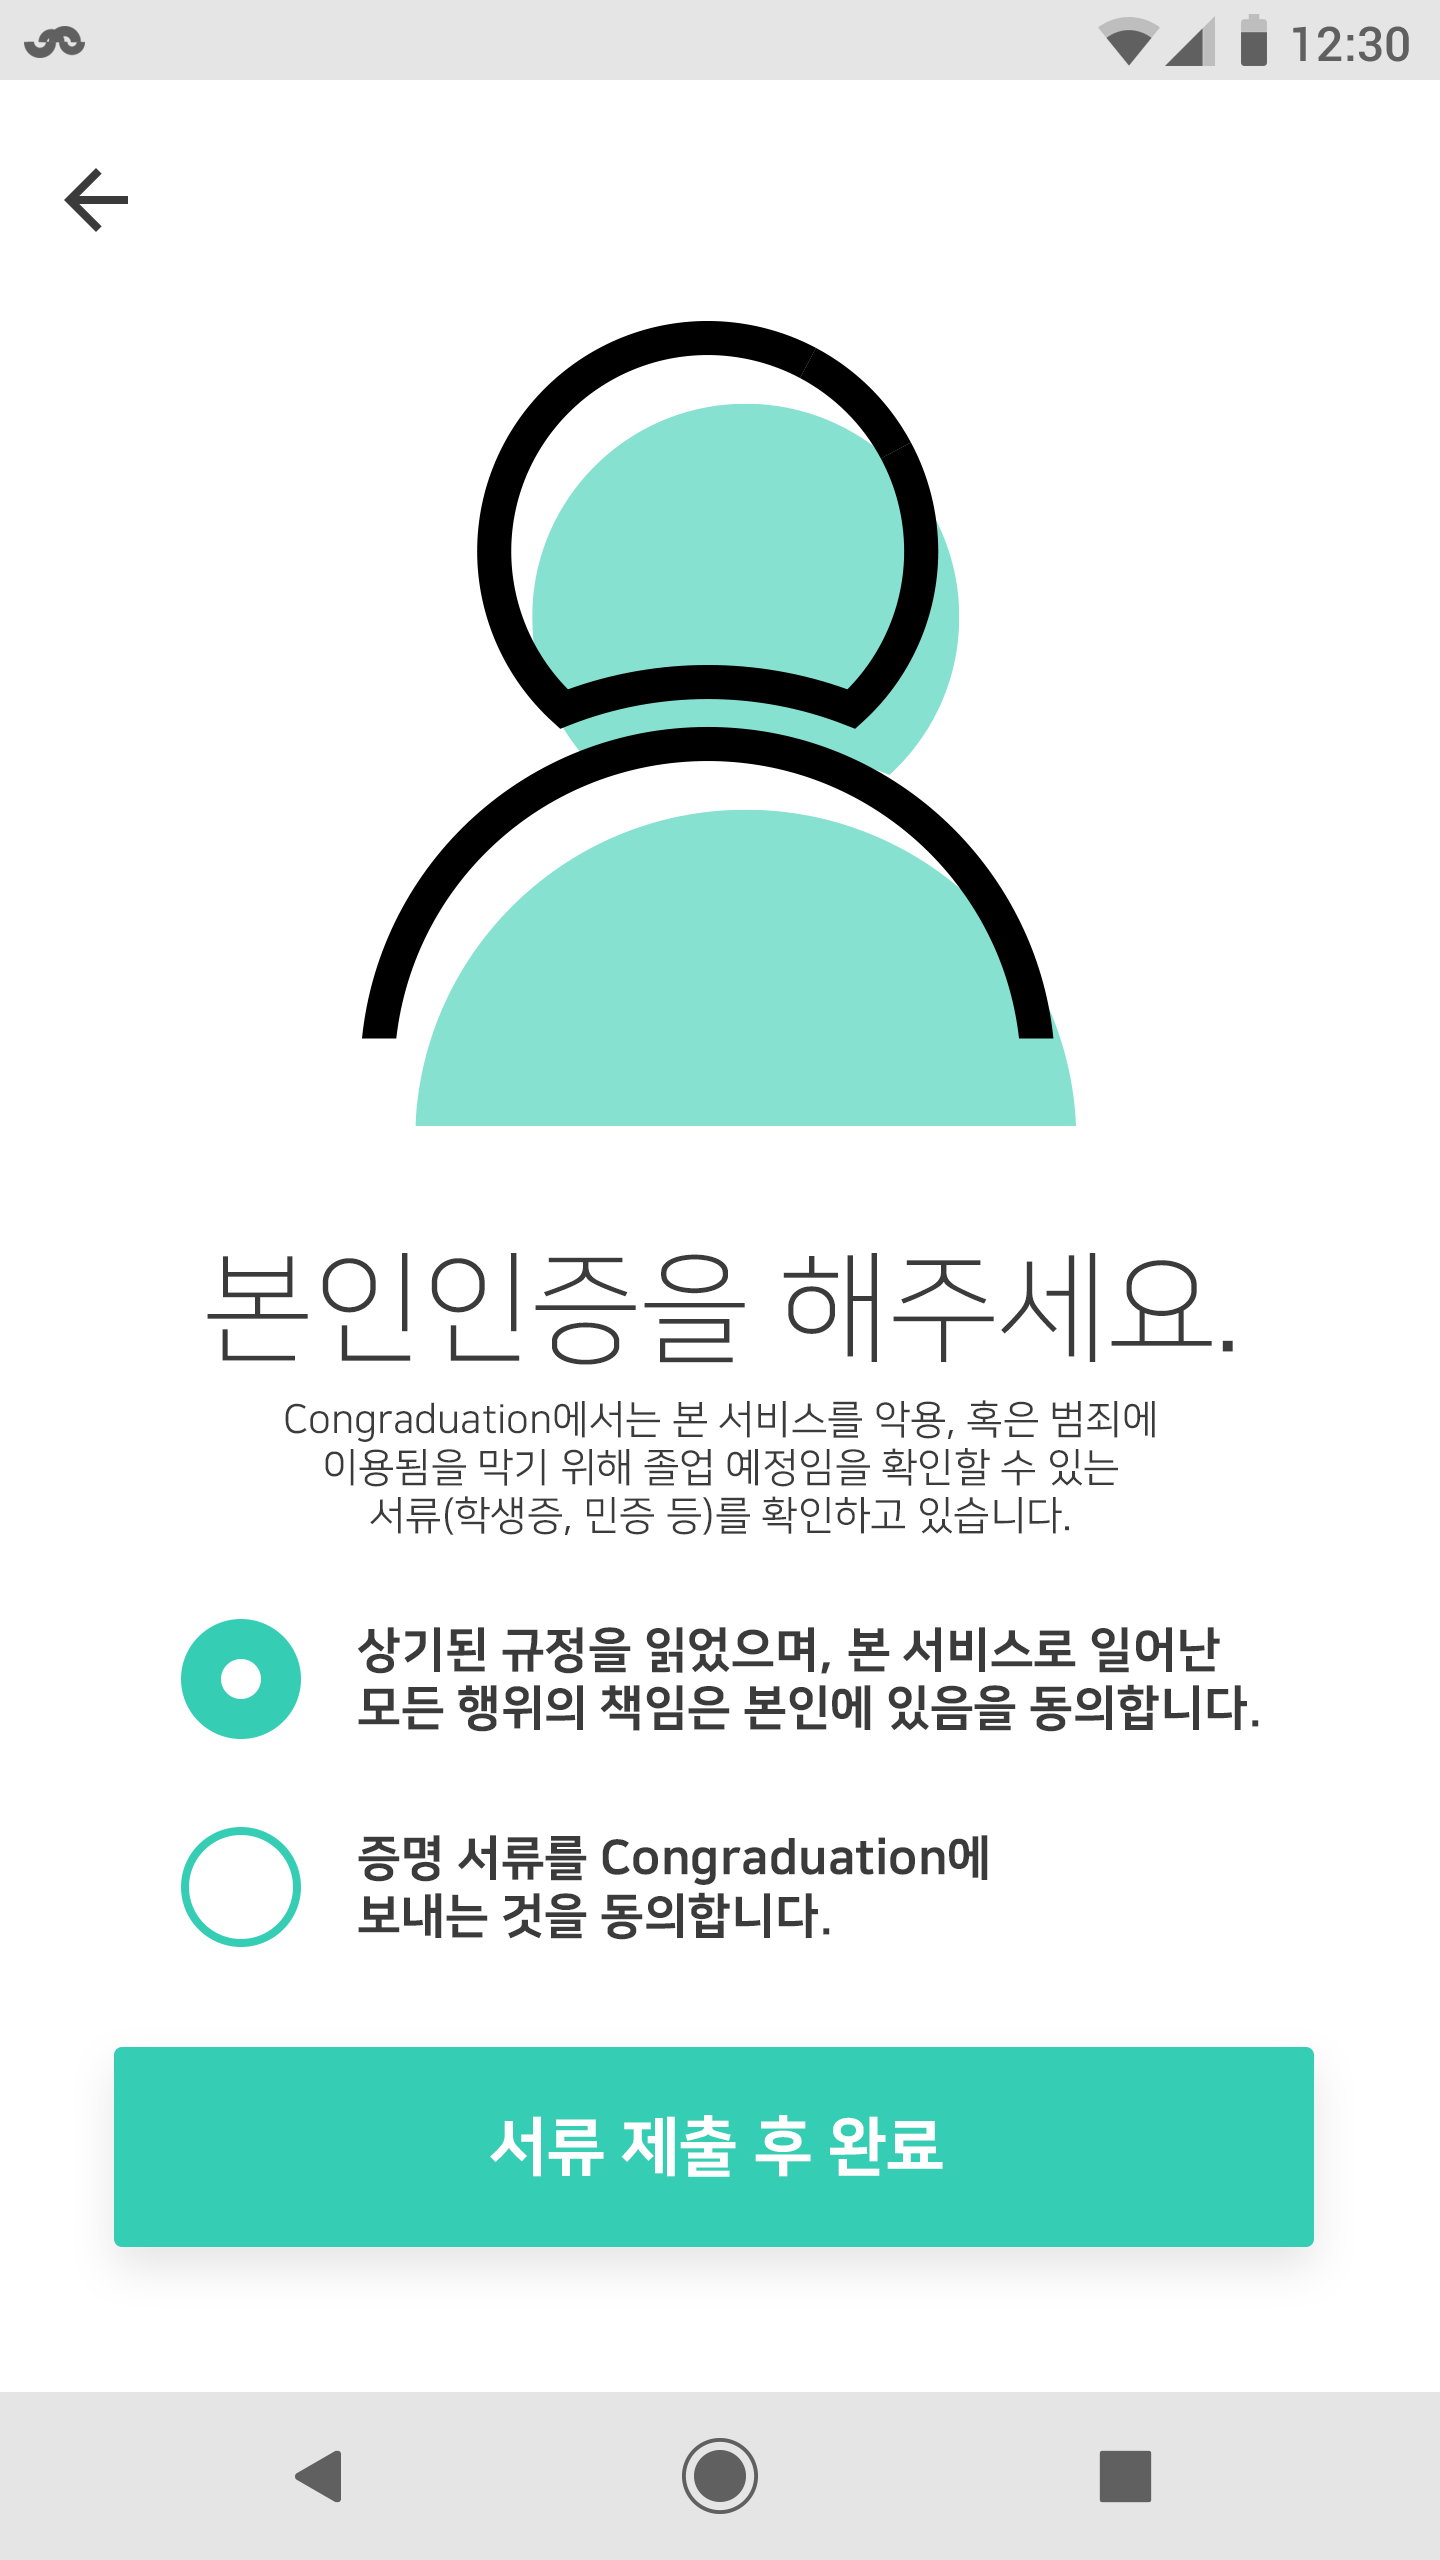 12:30
본인인증을 해주세요.
Congraduation에서는 본 서비스를 악용, 혹은 범죄에
이용됨을 막기 위해 졸업 예정임을 확인할 수 있는
서류(학생증, 민증 등)를 확인하고 있습니다.
상기된 규정을 읽었으며, 본 서비스로 일어난
모든 행위의 책임은 본인에 있음을 동의합니다.
증명 서류를 Congraduation에
보내는 것을 동의합니다.
서류 제출 후 완료